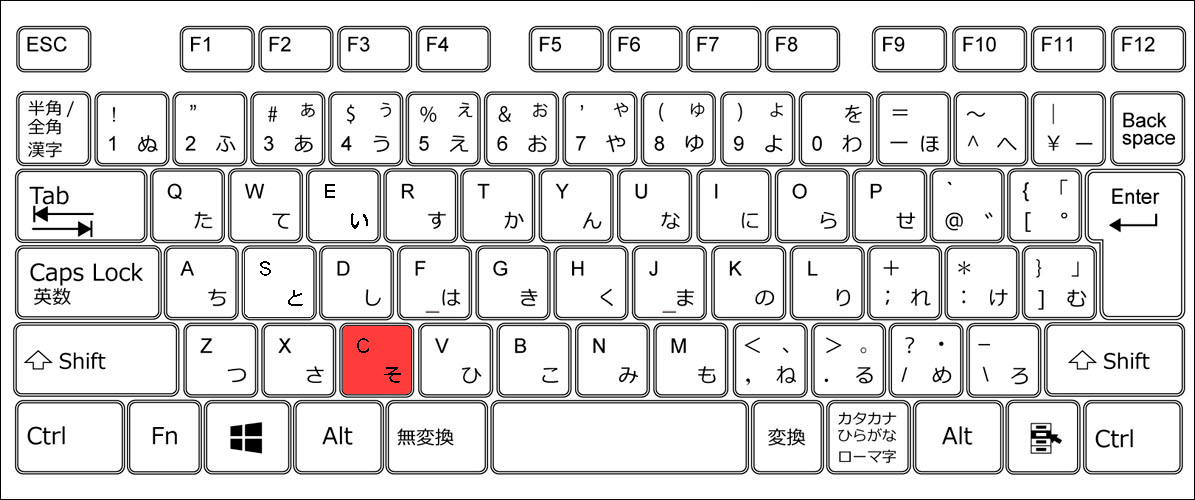 ESC F1 F2 F3 F4 F5 F6 F7 F8 F9 F10 F11 F12
半角 / ! ” # ぁ $ ぅ % ぇ & ぉ ’ ゃ ( ゅ ) ょ を = ～ | Back
全角 space
漢字 1 ぬ 2 ふ 3 あ 4 う 5 え 6 お 7 や 8 ゆ 9 よ 0 わ ー ほ ^ へ ¥ ー
Tab Q W E R T Y U I O P ` { 「 Enter
た て い す か ん な に ら せ @ ゛ [ ゜
Caps Lock A S D F G H J K L + * } 」
英数 ち と し _ は き く _ ま の り ; れ : け ] む
Shift Z X C V B N M < 、 > 。 ? ・ − Shift
つ さ そ ひ こ み も , ね . る / め \ ろ
Ctrl Fn Alt 無変換 変換 カタカナ Alt Ctrl
ひらがな
ローマ字